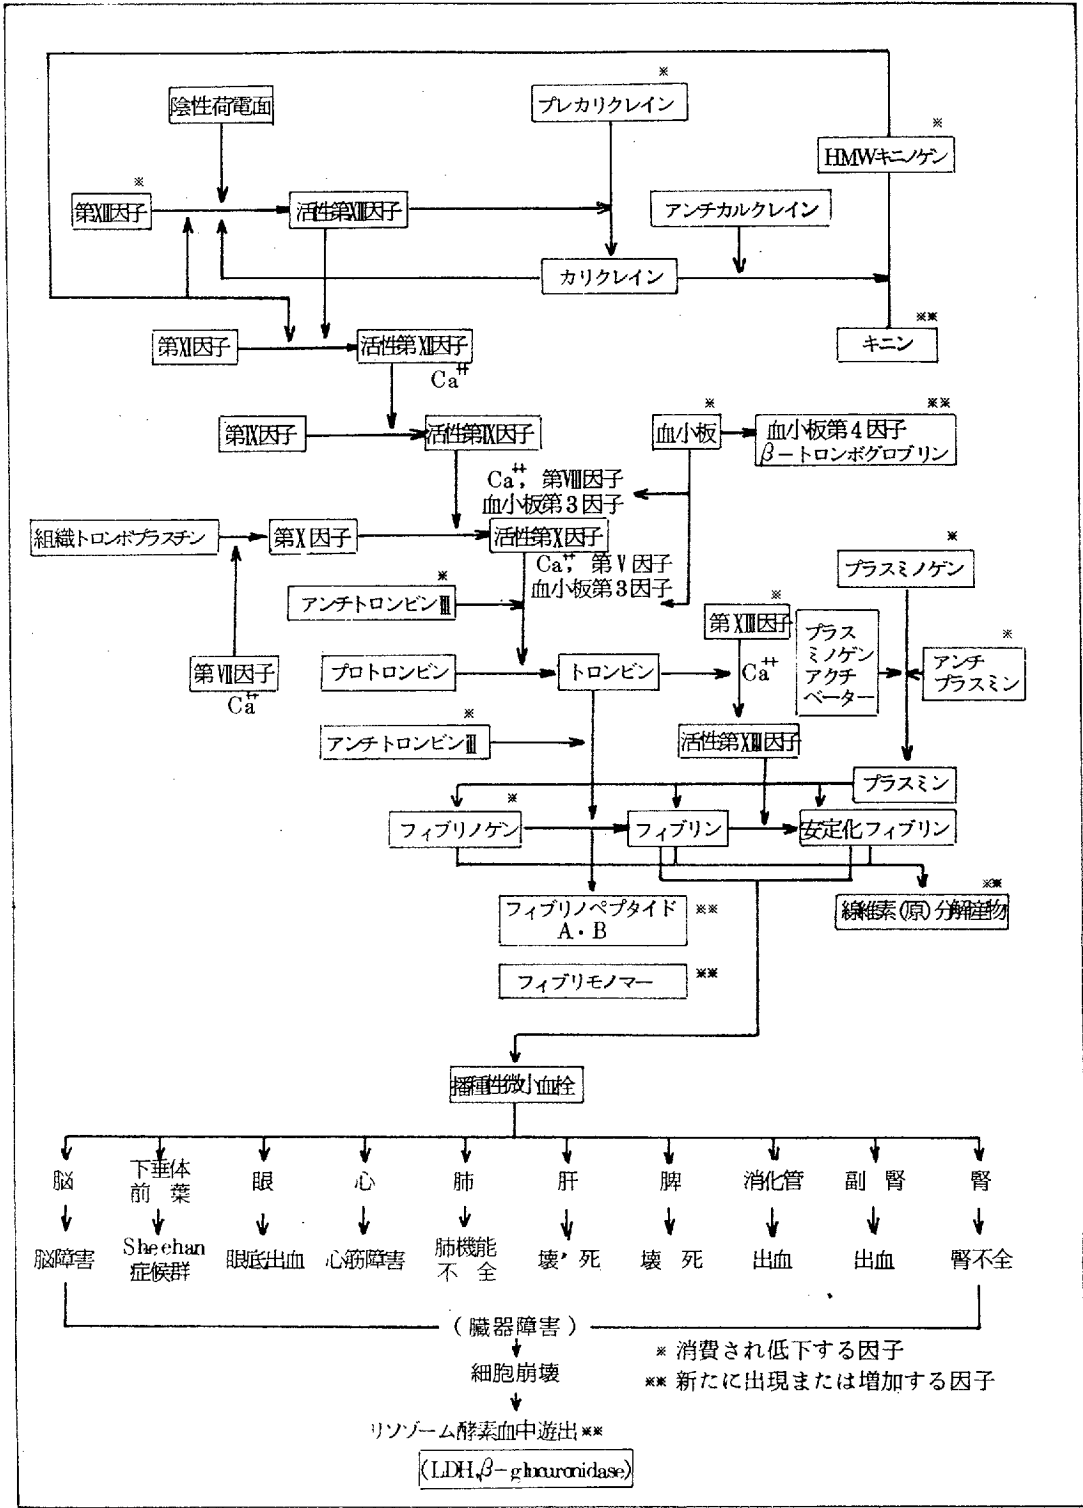 ※
陰性荷電面
プレカリクレイン
※
HMWキニノゲン
※
第XII因子
活性第XII因子
アンチカルクレイン
カリクレイン
※※
第XI因子
活性第XII因子
キニン
Ca⁺⁺
※
※※
第IX因子
活性第IX因子
血小板
血小板第4因子
β-トロンボグロブリン
Ca⁺⁺, 第VIII因子
血小板第3因子
組織トロンボプラスチン
第X因子
活性第X因子
※
Ca⁺⁺, 第V因子
プラスミノゲン
※
アンチトロンビンIII
血小板第3因子
※
第XIII因子
プラス
ミノゲン
アクチ
ベーター
※
アンチ
プラスミン
第VII因子
Ca⁺⁺
プロトロンビン
トロンビン
Ca⁺⁺
※
アンチトロンビンIII
活性第XIII因子
プラスミン
※
フィブリノゲン
フィブリン
安定化フィブリン
※※
フィブリノペプタイド
A・B
※※
線維素(原)分解産物
フィブリモノマー
※※
播種性微小血栓
脳
下垂体
前 葉
眼
心
肺
肝
脾
消化管
副 腎
腎
脳障害
Sheehan
症候群
眼底出血
心筋障害
肺機能
不 全
壊 死
壊 死
出血
出血
腎不全
(臓器障害)
※ 消費され低下する因子
細胞崩壊
※※ 新たに出現または増加する因子
リソゾーム酵素血中遊出※※
(LDH,β-glucuronidase)